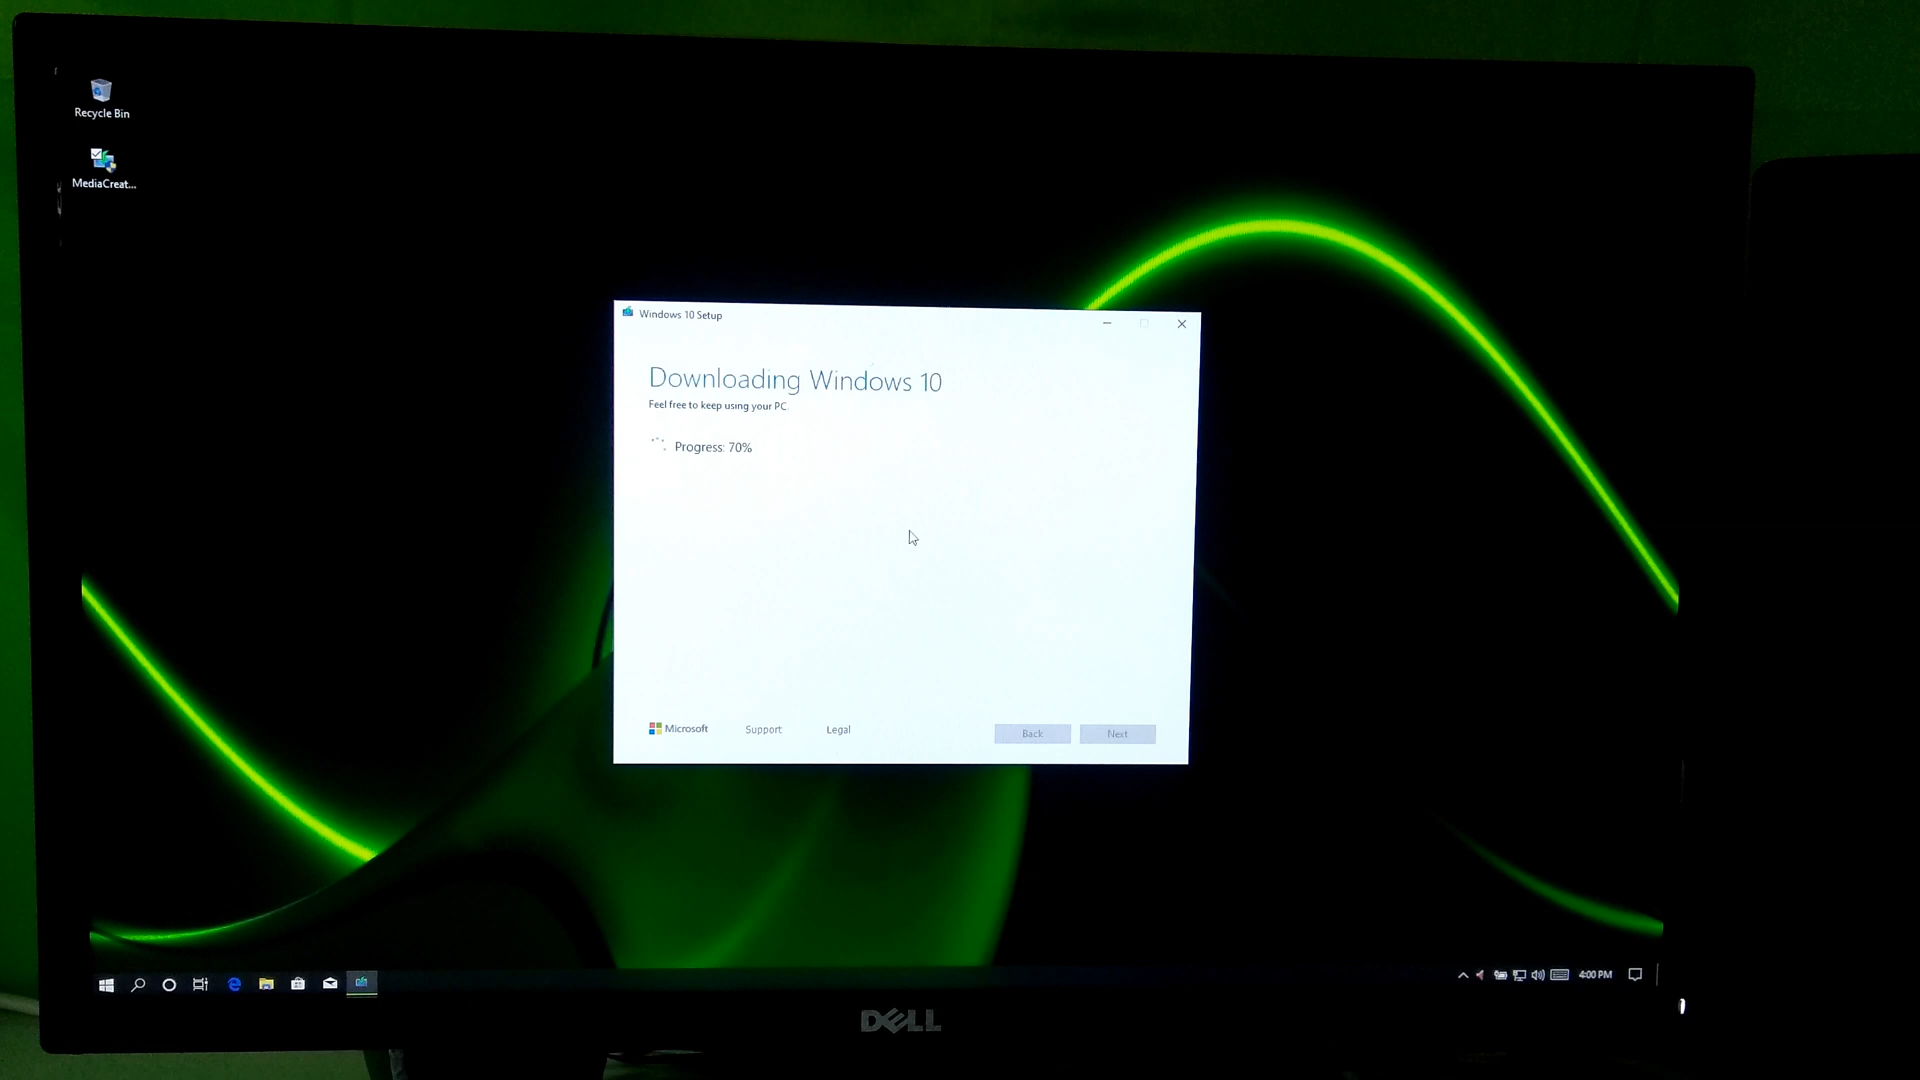 Recycle Bin
MediaCreat...
Windows 10 Setup
Downloading Windows 10
Feel free to keep using your PC.
Progress: 70%
Microsoft
Support
Legal
Back
Next
4:00 PM
DELL